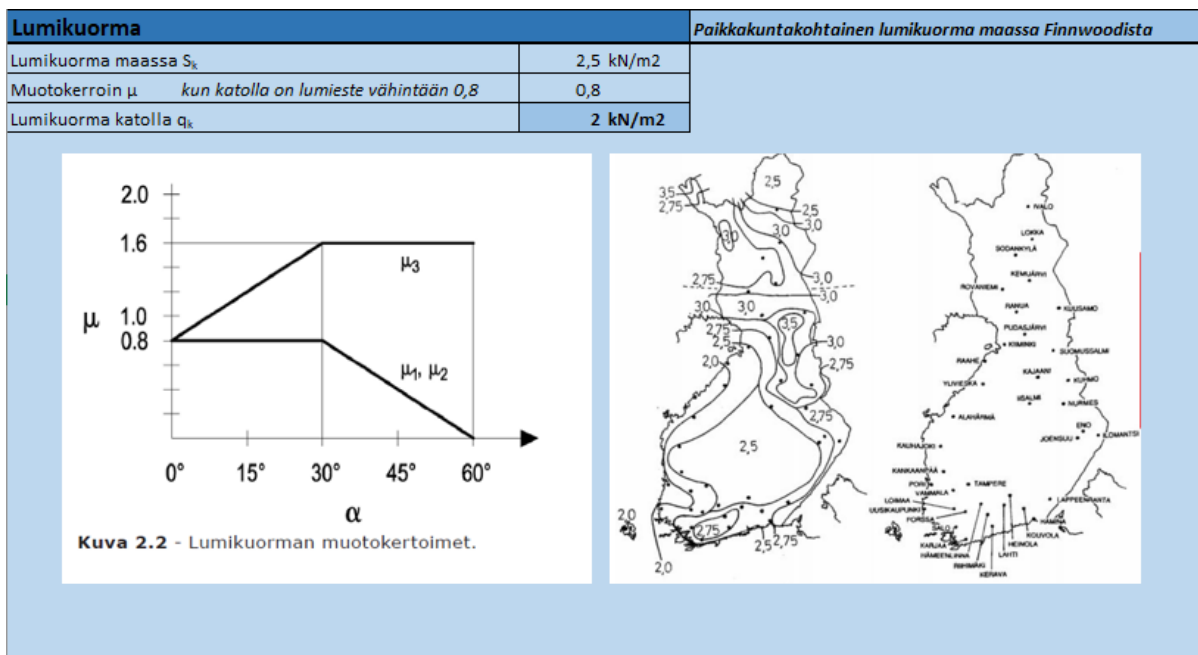 Lumikuorma
Paikkakuntakohtainen lumikuorma maassa Finnwoodista
Lumikuorma maassa Sk 2,5 kN/m2
Muotokerroin μ kun katolla on lumieste vähintään 0,8 0,8
Lumikuorma katolla qk 2 kN/m2
2.0
1.6
μ3
μ 1.0
0.8
μ1, μ2
0° 15° 30° 45° 60°
α
Kuva 2.2 - Lumikuorman muotokertoimet.
2,5
3,5
2,75
2,5
3,0
3,0
3,0
2,75
3,0
3,0
3,0
3,0
2,75
3,5
2,5
3,0
2,0
2,75
2,75
2,5
2,0
2,75
2,5
2,75
2,0
IVALO
LOKKA
SODANKYLÄ
KEMIJÄRVI
ROVANIEMI
RANUA
KUUSAMO
PUDASJÄRVI
KIIMINKI
SUOMUSSALMI
RAAHE
KAJAANI
YLIVIESKA
KUHMO
IISALMI
NURMES
ALAHÄRMÄ
ENO
JOENSUU
ILOMANTSI
KAUHAJOKI
KANKAANPÄÄ
PORI
TAMPERE
VAMMALA
LOIMAA
LAPPEENRANTA
UUSIKAUPUNKI
FORSSA
HAMINA
SALO
KOUVOLA
KARJAA
HEINOLA
HÄMEENLINNA
LAHTI
RIIHIMÄKI
KERAVA